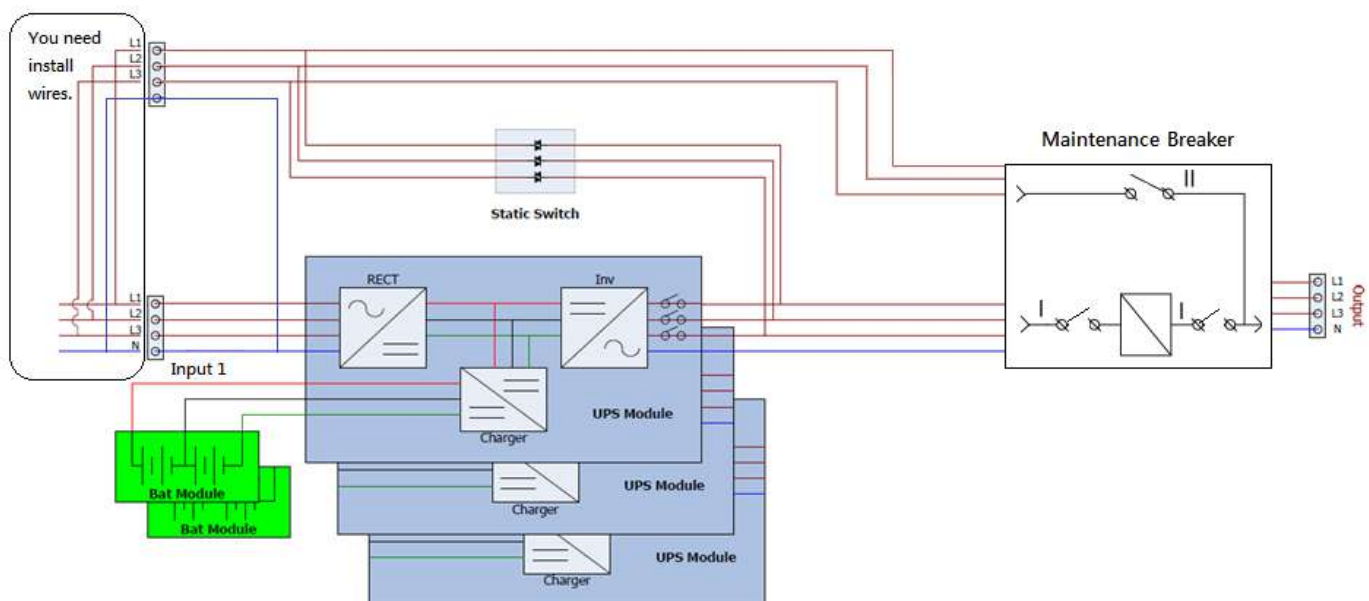 You need
install
wires.
L1
L2
L3
Maintenance Breaker
II
Static Switch
RECT
Inv
L1
L2
L3
N
Input 1
I
I
L1
L2
L3
N
Output
UPS Module
Charger
Bat Module
UPS Module
Charger
Bat Module
UPS Module
Charger